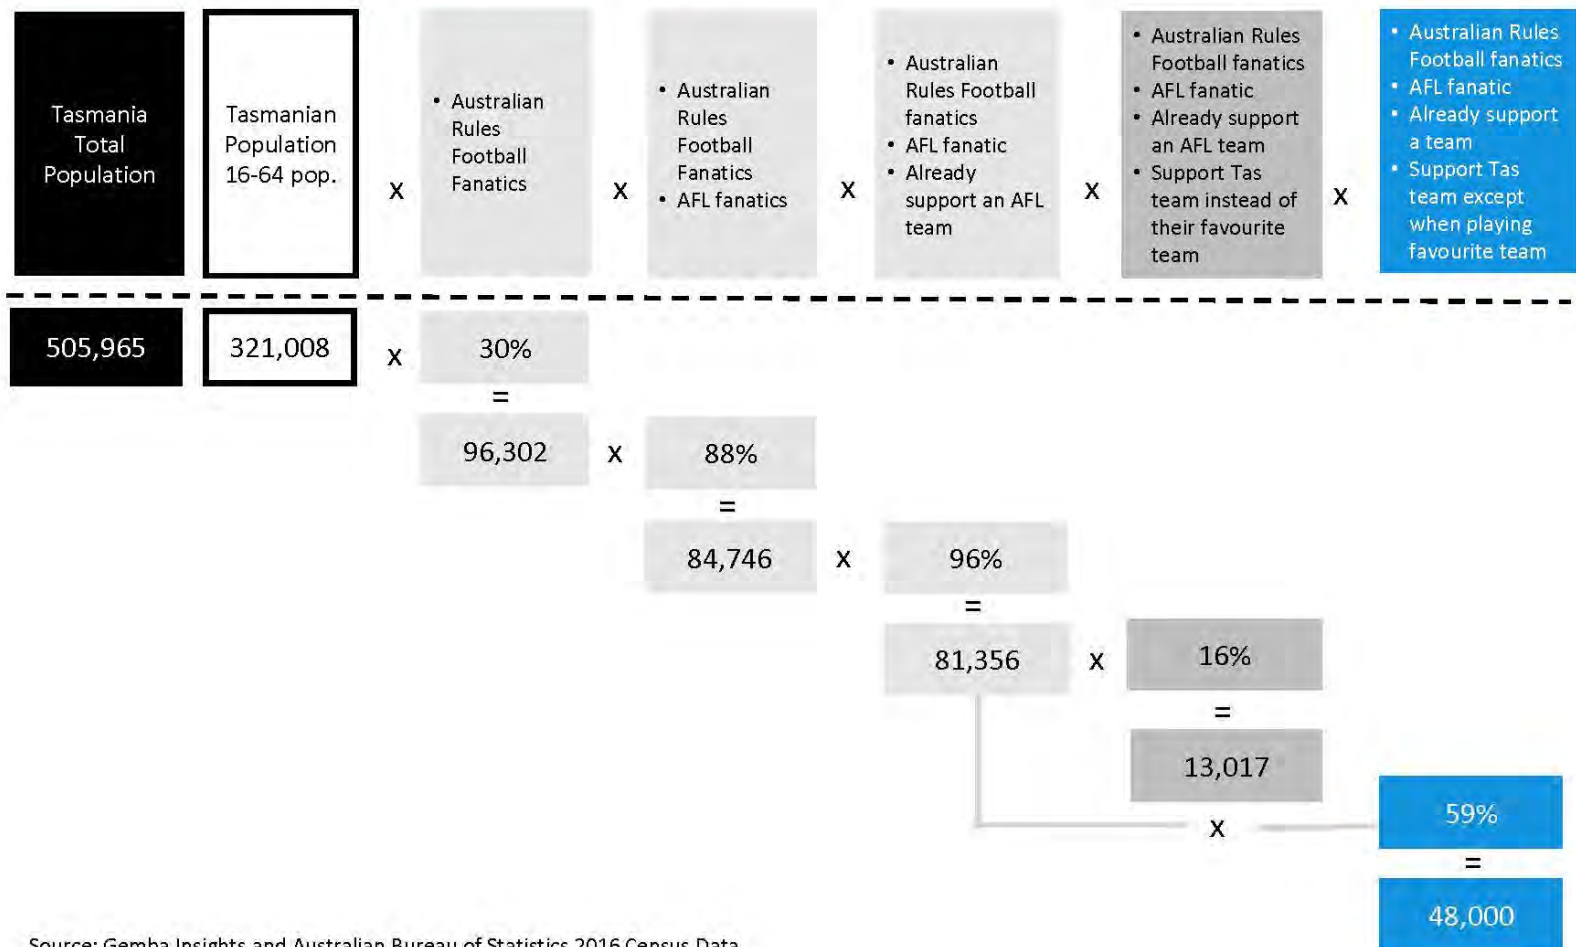 Tasmania
Total
Population
Tasmanian
Population
16-64 pop.
x
• Australian
Rules
Football
Fanatics
x
• Australian
Rules
Football
Fanatics
• AFL fanatics
x
• Australian
Rules Football
fanatics
• AFL fanatic
• Already
support an AFL
team
x
• Australian Rules
Football fanatics
• AFL fanatic
• Already support
an AFL team
• Support Tas
team instead of
their favourite
team
x
• Australian Rules
Football fanatics
• AFL fanatic
• Already support
a team
• Support Tas
team except
when playing
favourite team
505,965
321,008
x
30%
=
96,302
x
88%
=
84,746
x
96%
=
81,356
x
16%
=
13,017
x
59%
=
48,000
Source: Gemba Insights and Australian Bureau of Statistics 2016 Census Data